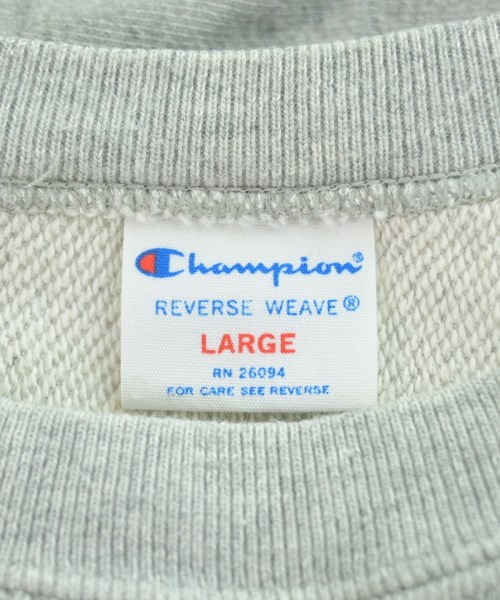 Champion®
REVERSE WEAVE®
LARGE
RN 26094
FOR CARE SEE REVERSE